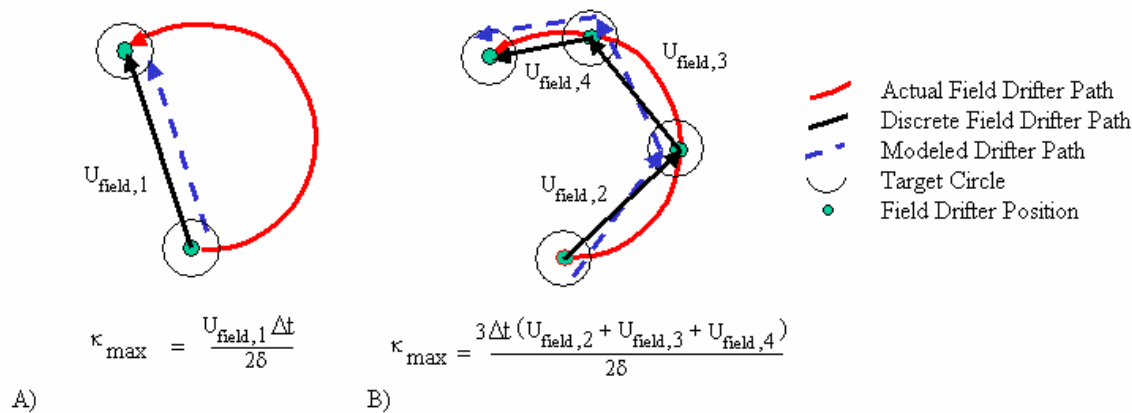 U_field,1
U_field,2
U_field,3
U_field,4
Actual Field Drifter Path
Discrete Field Drifter Path
Modeled Drifter Path
Target Circle
Field Drifter Position
κ_max = U_field,1 Δt / 2δ
κ_max = 3Δt (U_field,2 + U_field,3 + U_field,4) / 2δ
A)
B)